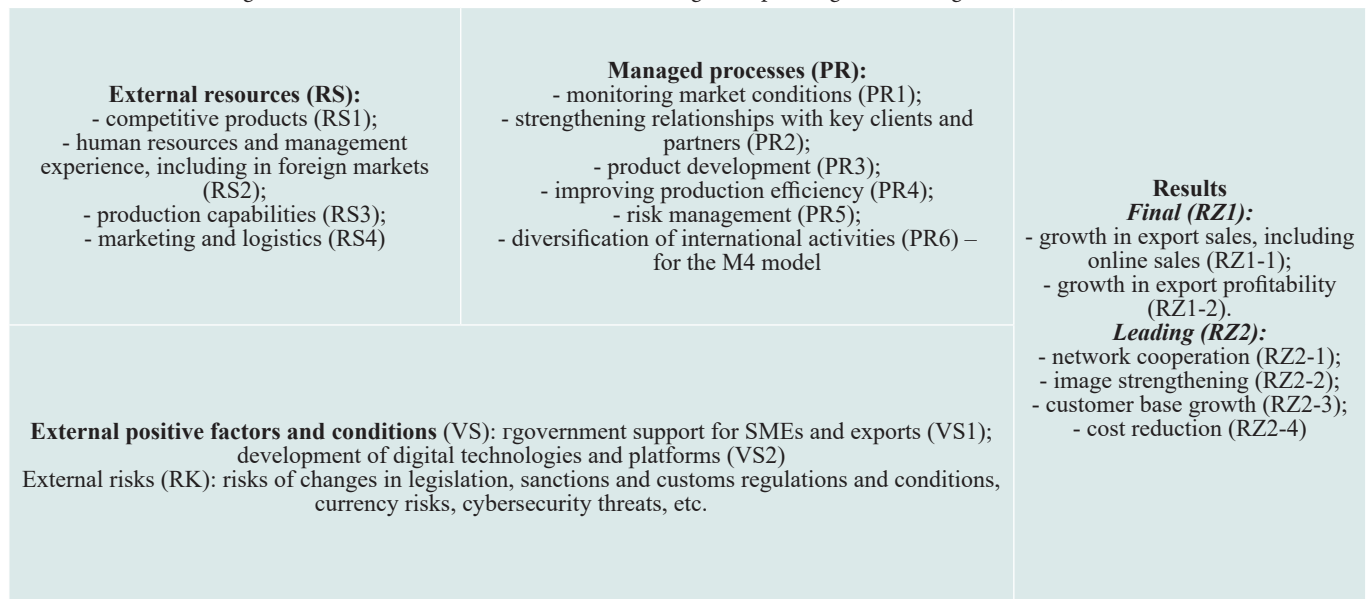 External resources (RS):
- competitive products (RS1);
- human resources and management
experience, including in foreign markets
(RS2);
- production capabilities (RS3);
- marketing and logistics (RS4)
Managed processes (PR):
- monitoring market conditions (PR1);
- strengthening relationships with key clients and
partners (PR2);
- product development (PR3);
- improving production efficiency (PR4);
- risk management (PR5);
- diversification of international activities (PR6) –
for the M4 model
Results
Final (RZ1):
- growth in export sales, including
online sales (RZ1-1);
- growth in export profitability
(RZ1-2).
Leading (RZ2):
- network cooperation (RZ2-1);
- image strengthening (RZ2-2);
- customer base growth (RZ2-3);
- cost reduction (RZ2-4)
External positive factors and conditions (VS): гgovernment support for SMEs and exports (VS1);
development of digital technologies and platforms (VS2)
External risks (RK): risks of changes in legislation, sanctions and customs regulations and conditions,
currency risks, cybersecurity threats, etc.